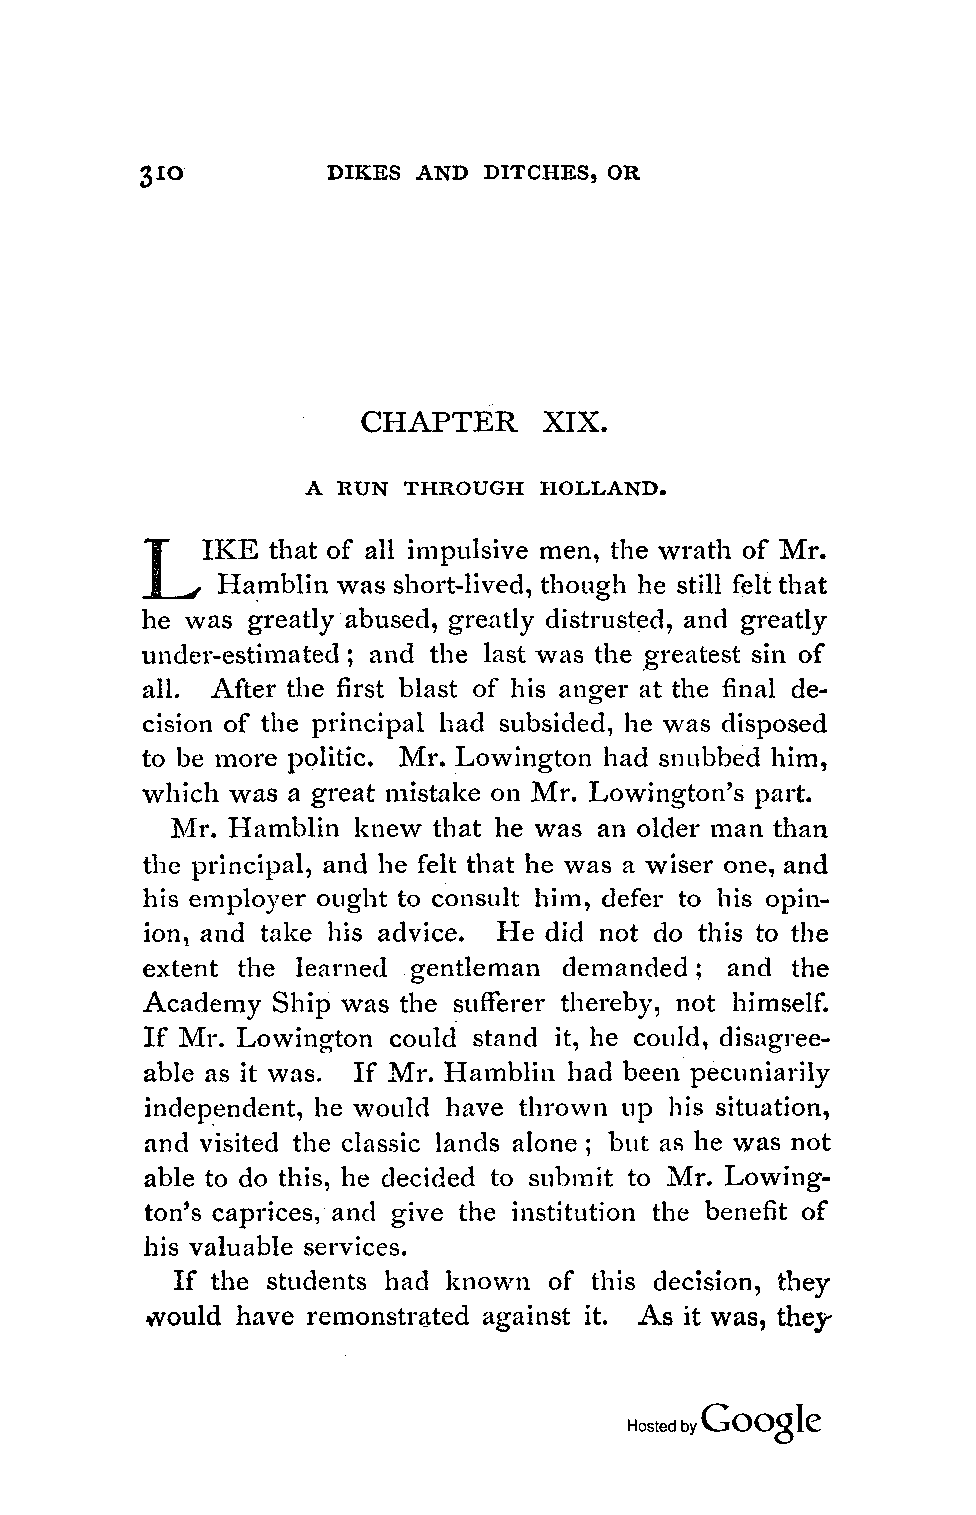 310 DIKES AND DITCHES, OR
CHAPTER XIX.
A RUN THROUGH HOLLAND.
LIKE that of all impulsive men, the wrath of Mr.
Hamblin was short-lived, though he still felt that
he was greatly abused, greatly distrusted, and greatly
under-estimated; and the last was the greatest sin of
all. After the first blast of his anger at the final de-
cision of the principal had subsided, he was disposed
to be more politic. Mr. Lowington had snubbed him,
which was a great mistake on Mr. Lowington's part.
Mr. Hamblin knew that he was an older man than
the principal, and he felt that he was a wiser one, and
his employer ought to consult him, defer to his opin-
ion, and take his advice. He did not do this to the
extent the learned gentleman demanded; and the
Academy Ship was the sufferer thereby, not himself.
If Mr. Lowington could stand it, he could, disagree-
able as it was. If Mr. Hamblin had been pecuniarily
independent, he would have thrown up his situation,
and visited the classic lands alone; but as he was not
able to do this, he decided to submit to Mr. Lowing-
ton's caprices, and give the institution the benefit of
his valuable services.
If the students had known of this decision, they
would have remonstrated against it. As it was, they
Hosted by Google